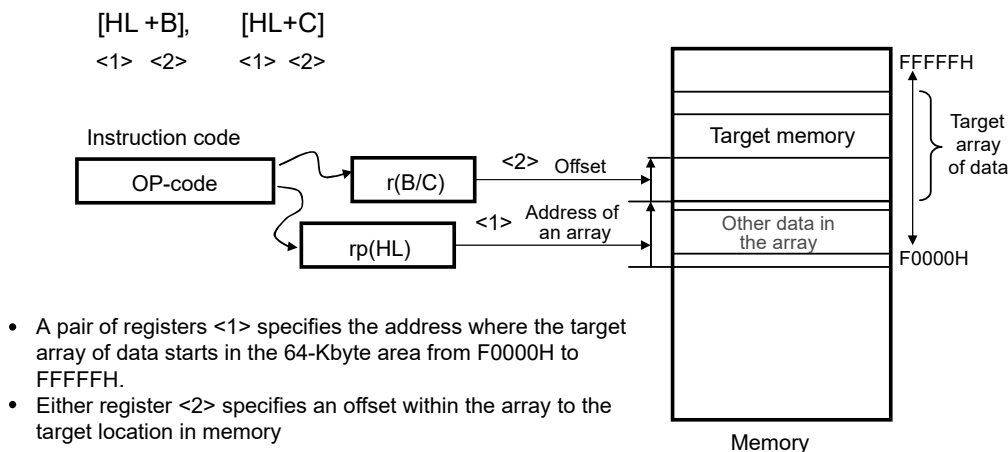 [HL +B], [HL+C]
<1> <2> <1> <2>
FFFFFH
Instruction code
OP-code
r(B/C)
<2> Offset
Target memory
Target
array
of data
rp(HL)
<1> Address of
an array
Other data in
the array
F0000H
• A pair of registers <1> specifies the address where the target
array of data starts in the 64-Kbyte area from F0000H to
FFFFFH.
• Either register <2> specifies an offset within the array to the
target location in memory
Memory